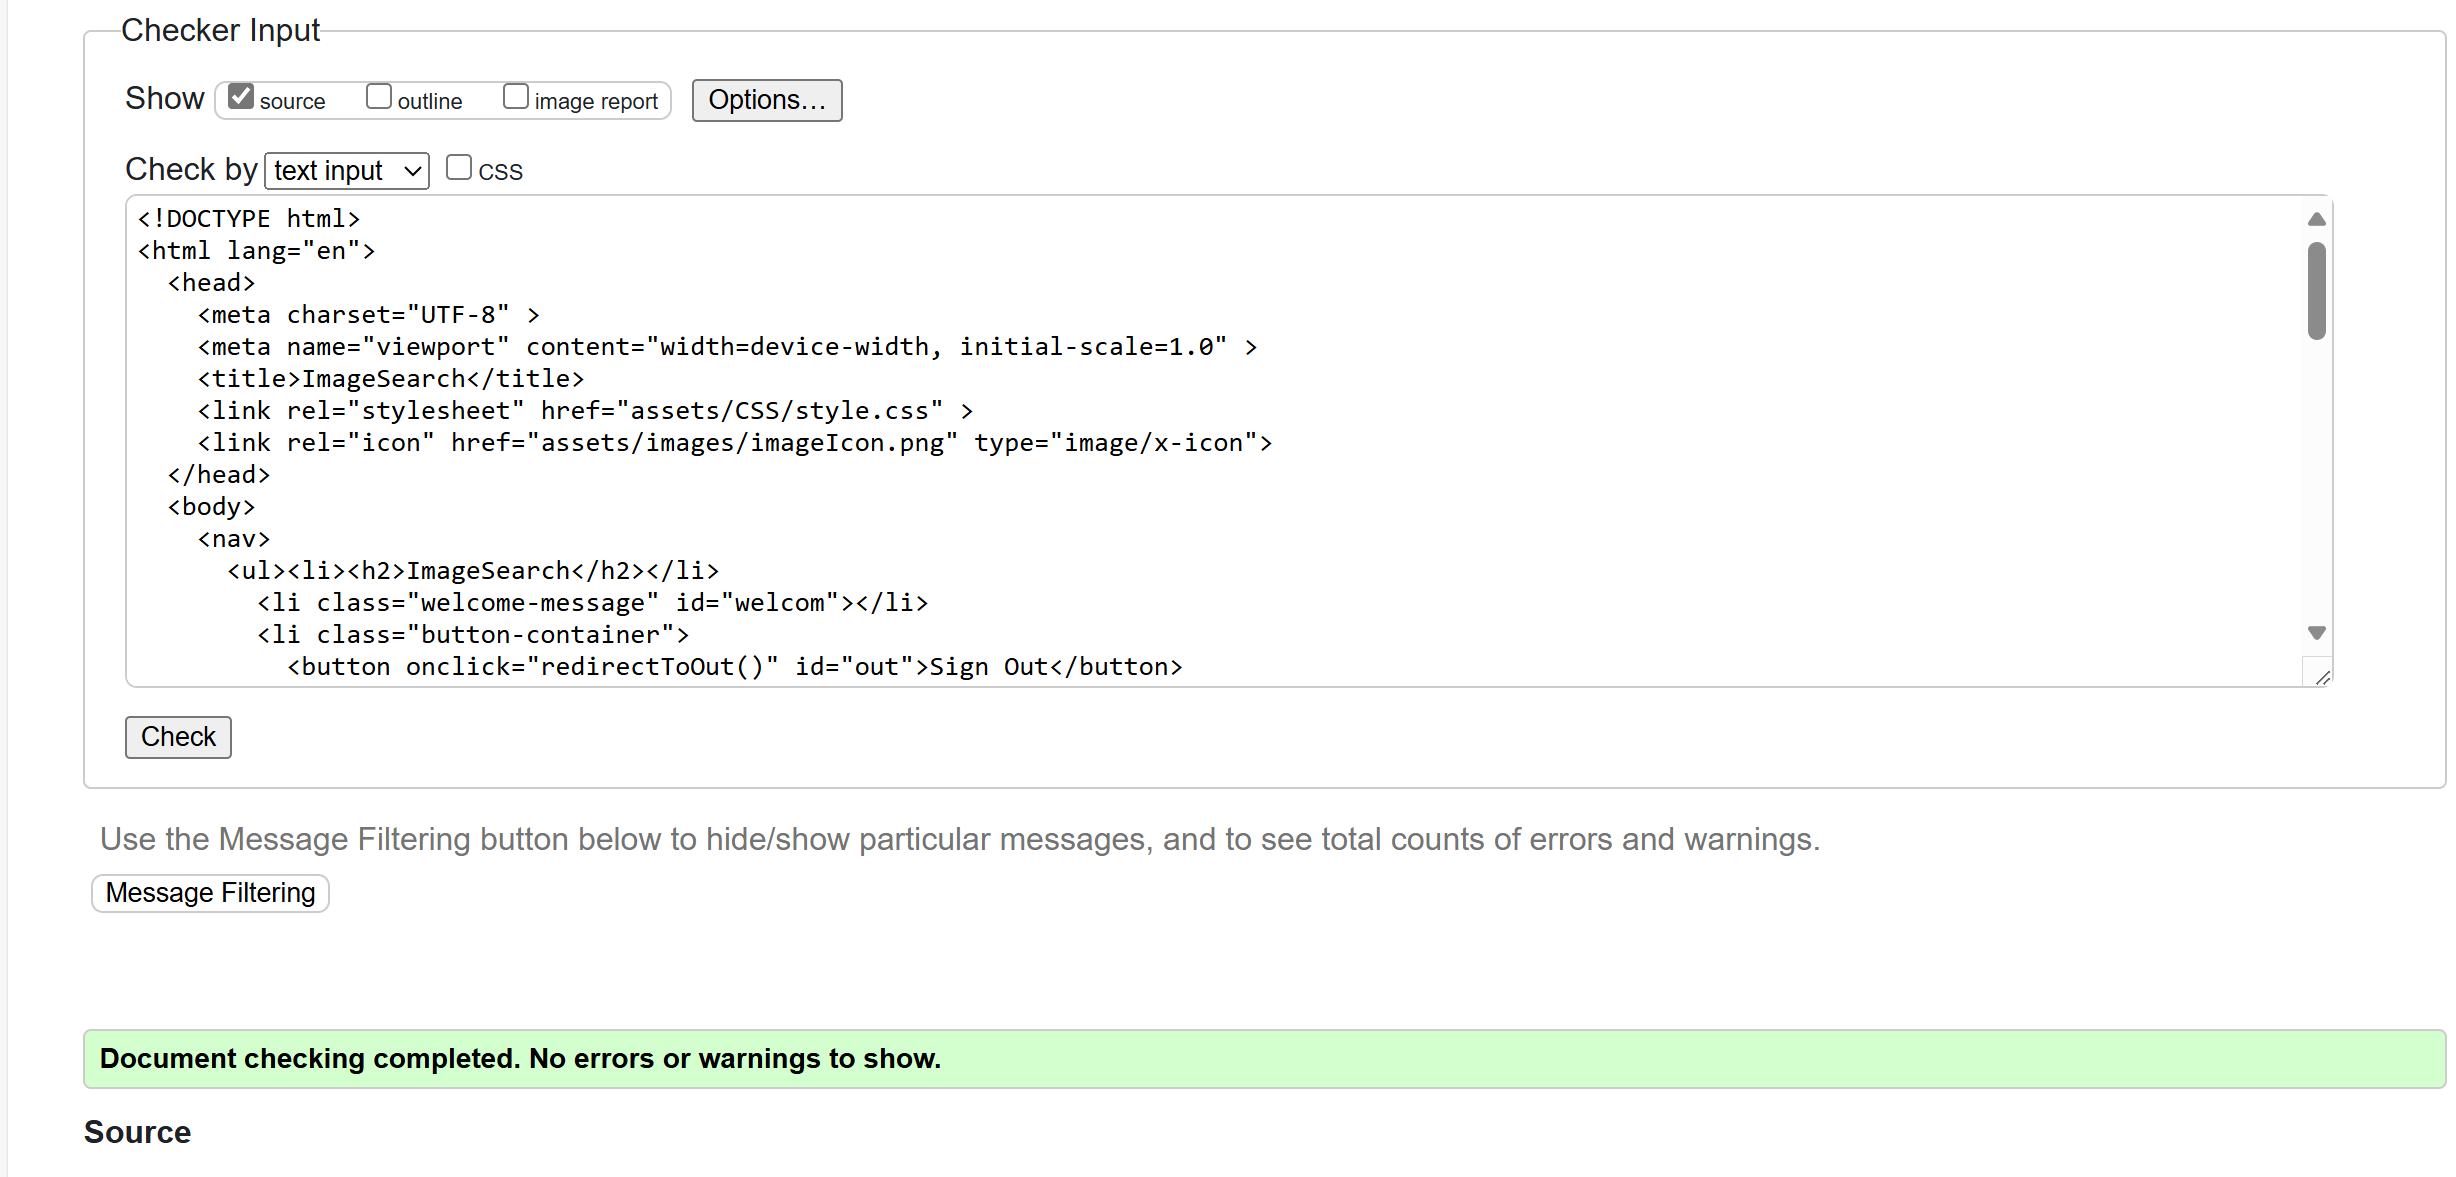 Checker Input
Show source outline image report Options…
Check by text input CSS
<!DOCTYPE html>
<html lang="en">
  <head>
    <meta charset="UTF-8" >
    <meta name="viewport" content="width=device-width, initial-scale=1.0" >
    <title>ImageSearch</title>
    <link rel="stylesheet" href="assets/CSS/style.css" >
    <link rel="icon" href="assets/images/imageIcon.png" type="image/x-icon">
  </head>
  <body>
    <nav>
      <ul><li><h2>ImageSearch</h2></li>
        <li class="welcome-message" id="welcom"></li>
        <li class="button-container">
          <button onclick="redirectToOut()" id="out">Sign Out</button>
Check
Use the Message Filtering button below to hide/show particular messages, and to see total counts of errors and warnings.
Message Filtering
Document checking completed. No errors or warnings to show.
Source